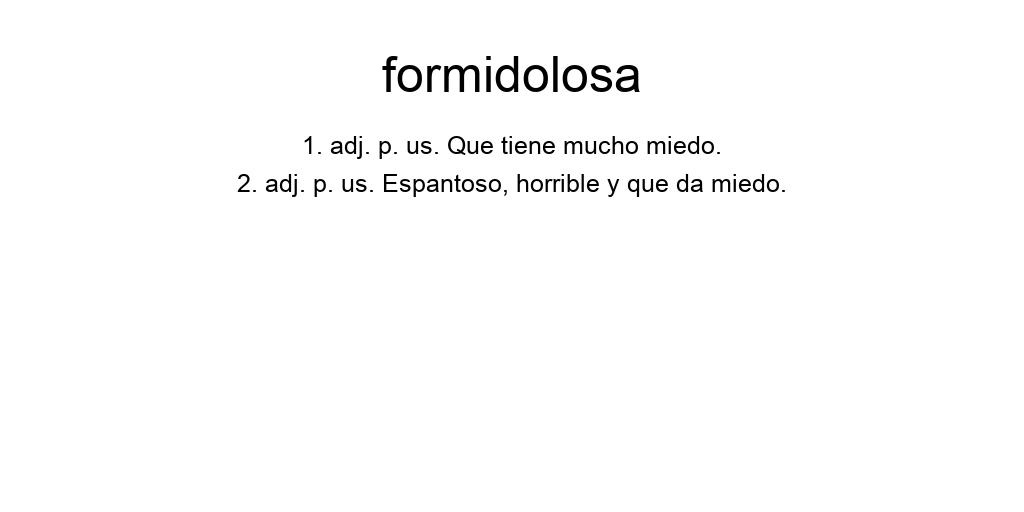 formidolosa
1. adj. p. us. Que tiene mucho miedo.
2. adj. p. us. Espantoso, horrible y que da miedo.